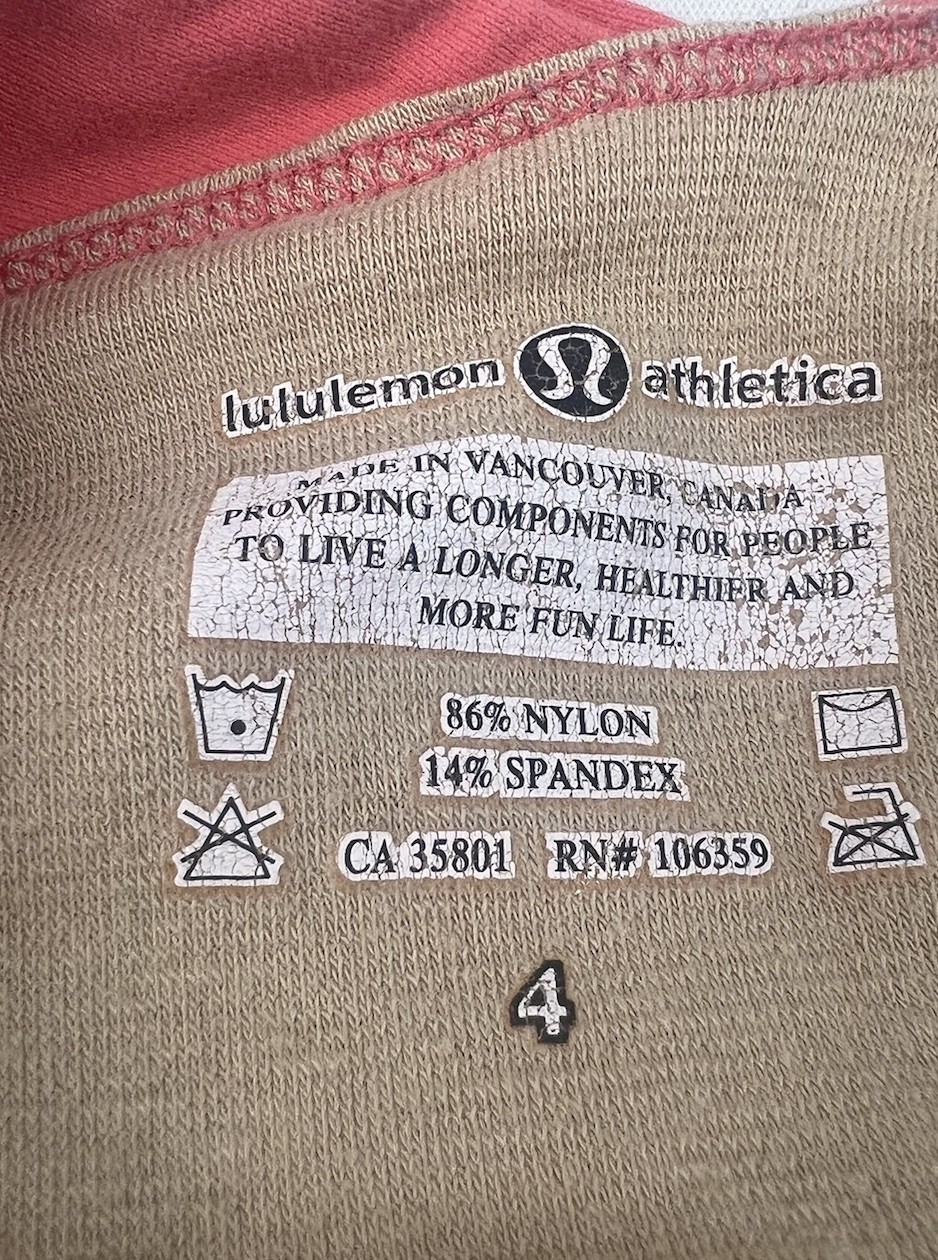 lululemon athletica
MADE IN VANCOUVER, CANADA
PROVIDING COMPONENTS FOR PEOPLE
TO LIVE A LONGER, HEALTHIER AND
MORE FUN LIFE.
86% NYLON
14% SPANDEX
CA 35801 RN# 106359
4